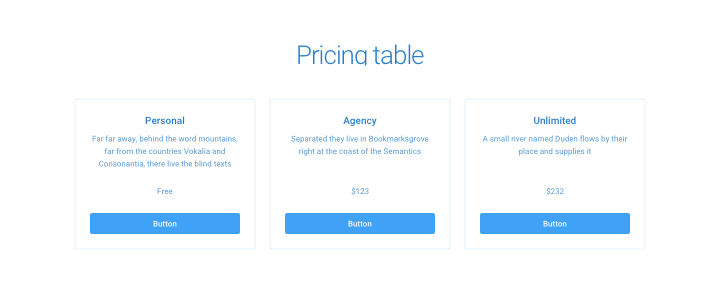 Pricing table
Personal
Far far away, behind the word mountains,
far from the countries Vokalia and
Consonantia, there live the blind texts
Free
Button
Agency
Separated they live in Bookmarksgrove
right at the coast of the Semantics
$123
Button
Unlimited
A small river named Duden flows by their
place and supplies it
$232
Button